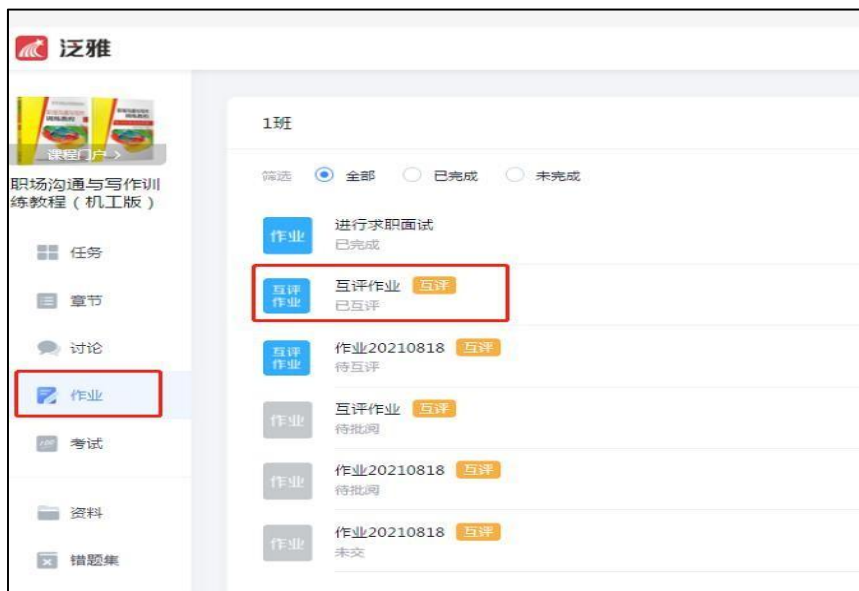 泛雅
课程门户 >
职场沟通与写作训
练教程（机工版）
任务
章节
讨论
作业
考试
资料
错题集
1班
筛选 全部 已完成 未完成
作业 进行求职面试
已完成
互评
作业
互评作业 互评
已互评
互评
作业
作业20210818 互评
待互评
作业 互评作业 互评
待批阅
作业 作业20210818 互评
待批阅
作业 作业20210818 互评
未交